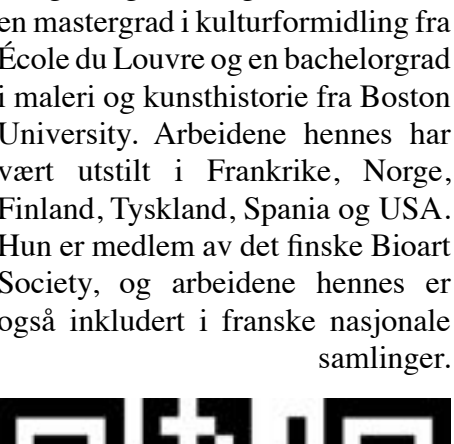 en mastergrad i kulturformidling fra
École du Louvre og en bachelorgrad
i maleri og kunsthistorie fra Boston
University. Arbeidene hennes har
vært utstilt i Frankrike, Norge,
Finland, Tyskland, Spania og USA.
Hun er medlem av det finske Bioart
Society, og arbeidene hennes er
også inkludert i franske nasjonale
samlinger.